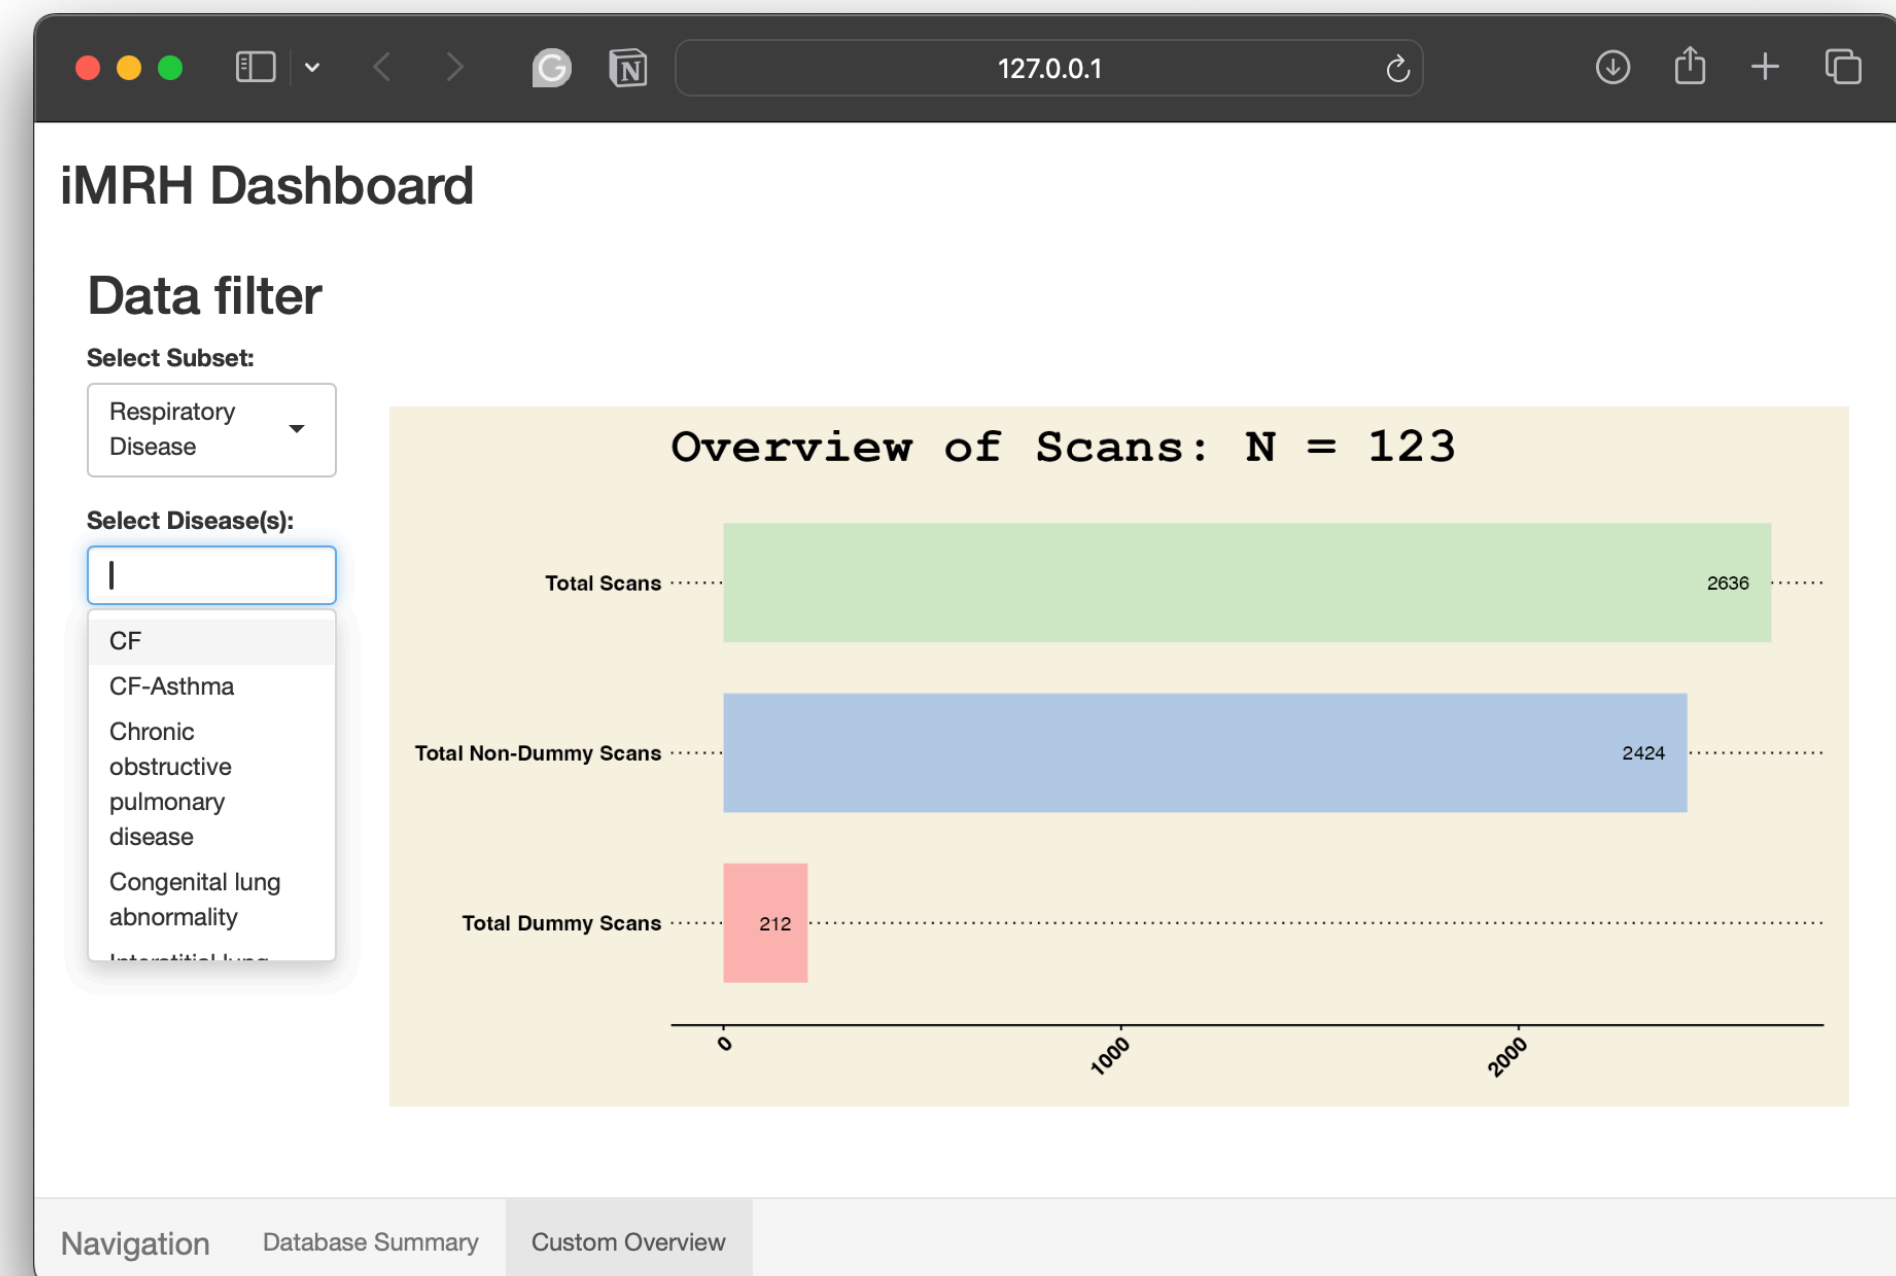 127.0.0.1
iMRH Dashboard
Data filter
Select Subset:
Respiratory
Disease
Select Disease(s):
CF
CF-Asthma
Chronic
obstructive
pulmonary
disease
Congenital lung
abnormality
Interstitial lung
Overview of Scans: N = 123
Total Scans
2636
Total Non-Dummy Scans
2424
Total Dummy Scans
212
0
1000
2000
Navigation
Database Summary
Custom Overview